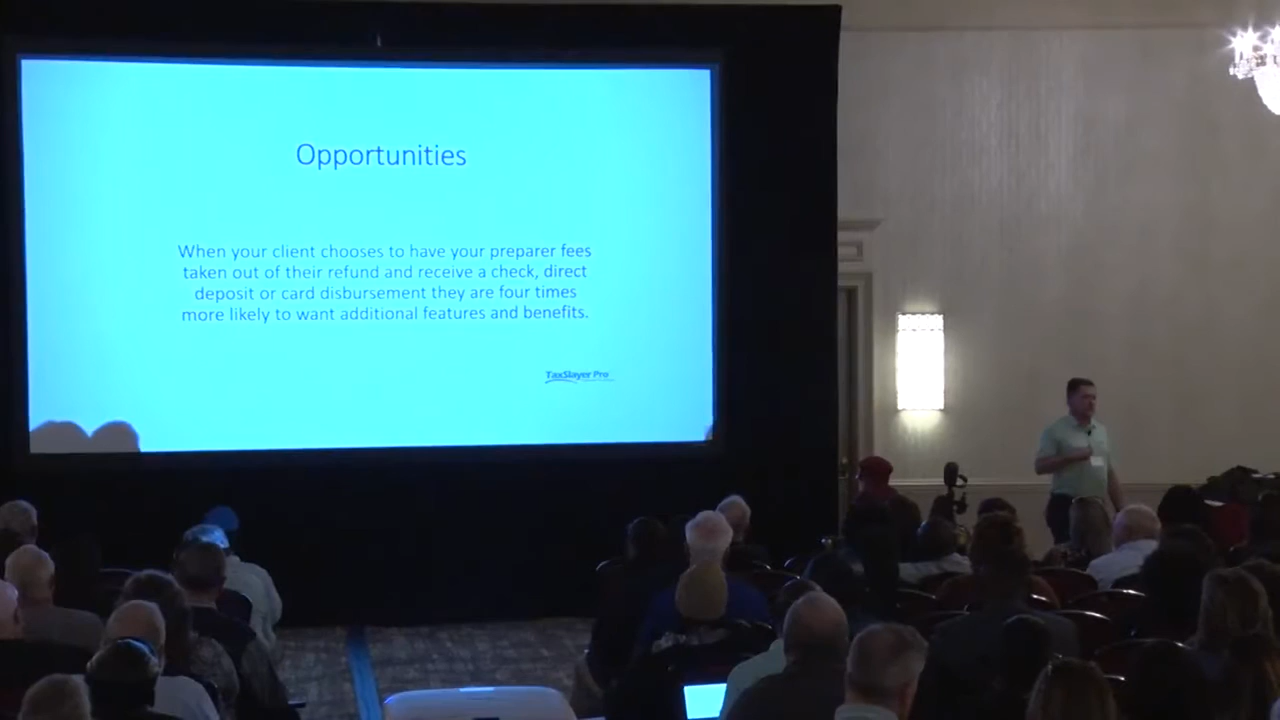 Opportunities
When your client chooses to have your preparer fees
taken out of their refund and receive a check, direct
deposit or card disbursement they are four times
more likely to want additional features and benefits.
TaxSlayer Pro